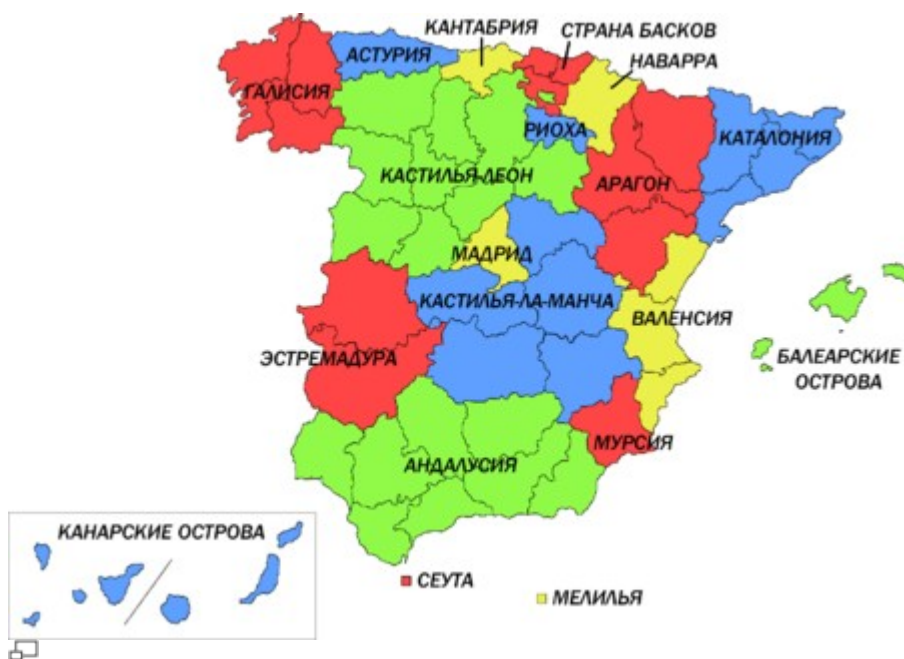 КАНТАБРИЯ
СТРАНА БАСКОВ
АСТУРИЯ
НАВАРРА
ГАЛИСИЯ
РИОХА
КАТАЛОНИЯ
КАСТИЛЬЯ-ЛЕОН
АРАГОН
МАДРИД
КАСТИЛЬЯ-ЛА-МАНЧА
ВАЛЕНСИЯ
ЭСТРЕМАДУРА
БАЛЕАРСКИЕ
ОСТРОВА
МУРСИЯ
АНДАЛУСИЯ
КАНАРСКИЕ ОСТРОВА
СЕУТА
МЕЛИЛЬЯ